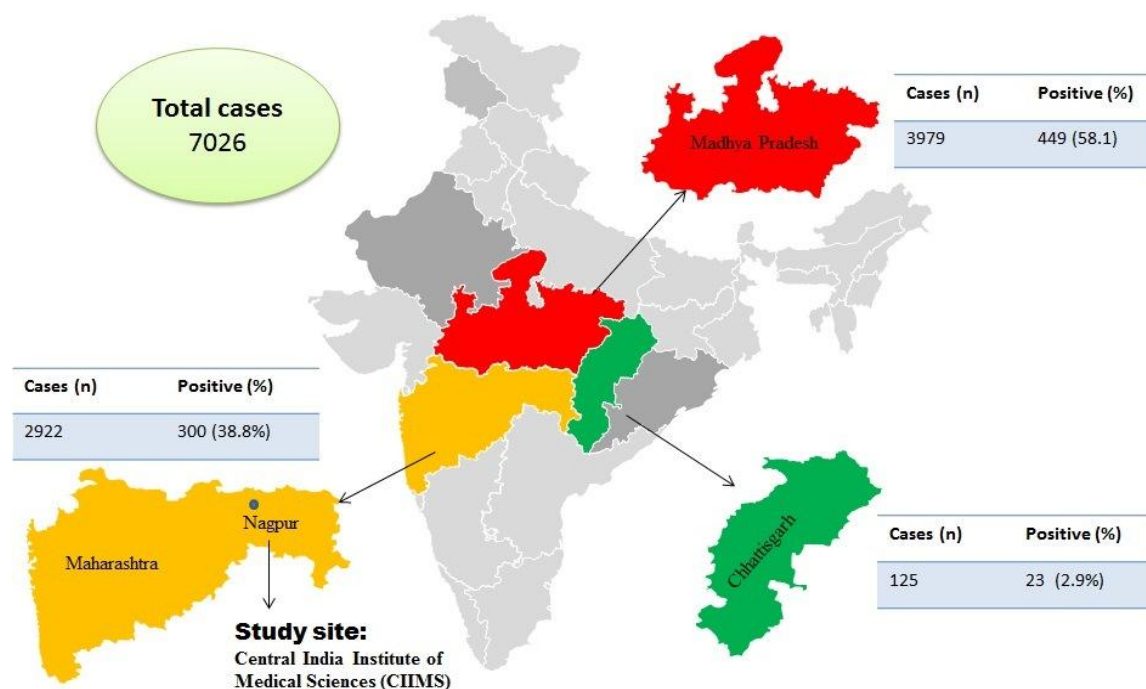 Total cases
7026
Madhya Pradesh
Cases (n) Positive (%)
3979 449 (58.1)
Cases (n) Positive (%)
2922 300 (38.8%)
Maharashtra
Nagpur
Study site:
Central India Institute of
Medical Sciences (CIIMS)
Chhattisgarh
Cases (n) Positive (%)
125 23 (2.9%)